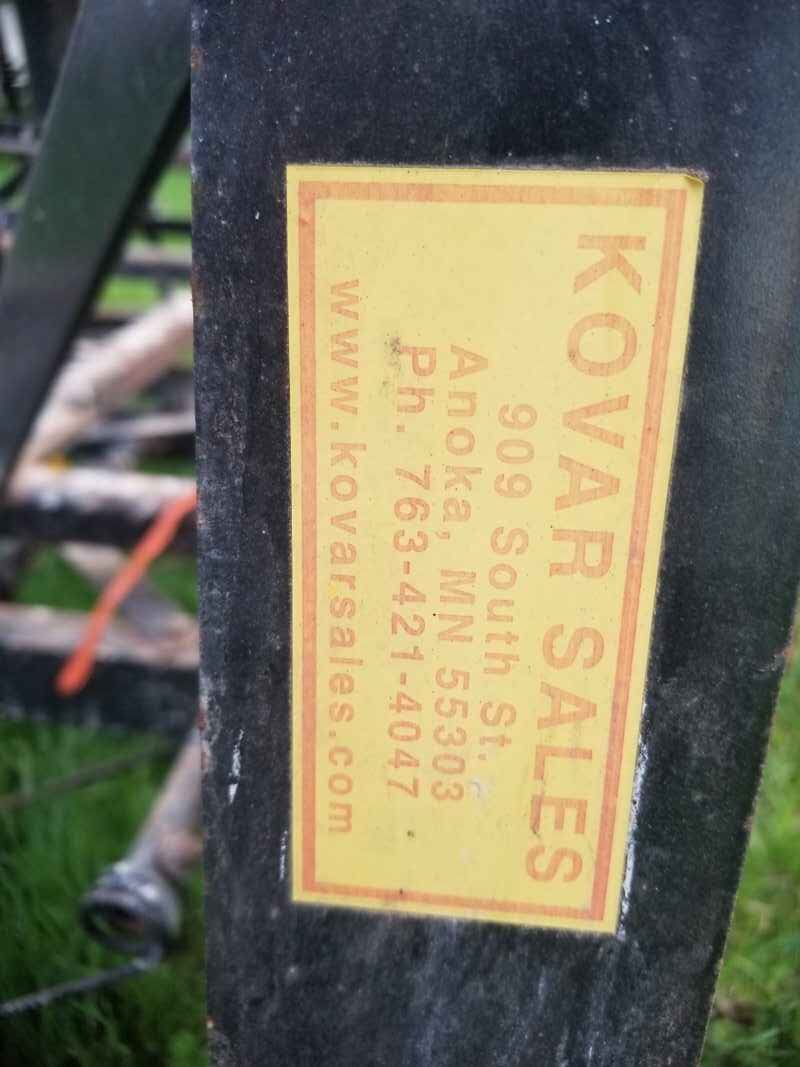 KOVAR SALES
909 South St.
Anoka, MN 55303
Ph. 763-421-4047
www.kovarsales.com